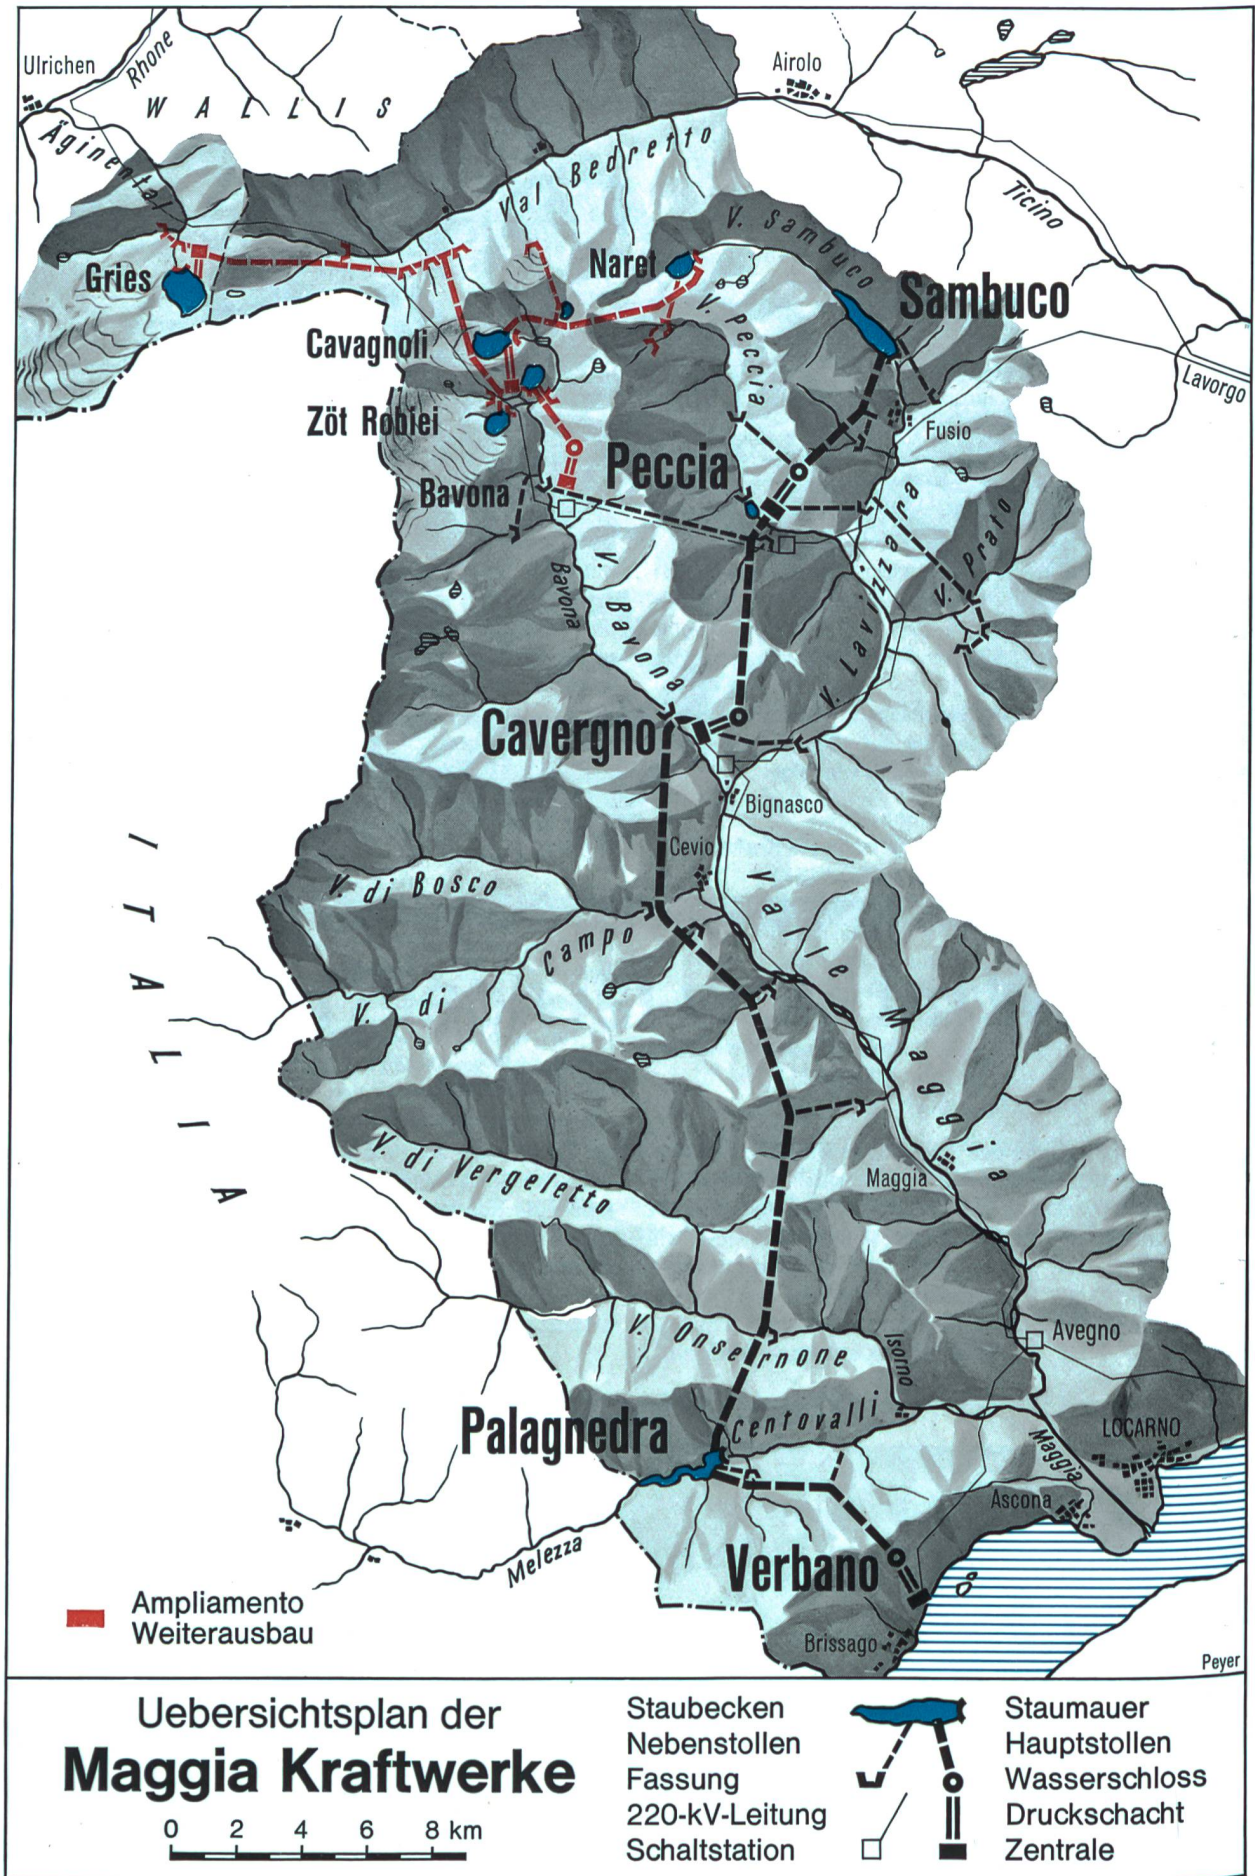 Ulrichen
Rhone
WALLIS
Äginental
Airolo
Val Bedretto
Ticino
V. Sambuco
Naret
Gries
Sambuco
V. Peccia
Cavagnoli
Lavorgo
Zöt Robiei
Fusio
Peccia
Bavona
V. Prato
V. Lavizzara
Bavona
V. Bavona
Cavergno
Bignasco
Cevio
ITALIA
V. di Bosco
V. di Campo
Valle Maggia
V. di Vergeletto
Maggia
V. Onsernone
Isorno
Avegno
Palagnedra
Centovalli
LOCARNO
Maggia
Ascona
Melezza
Verbano
Brissago
Ampliamento
Weiterausbau
Peyer
Uebersichtsplan der
Maggia Kraftwerke
0 2 4 6 8 km
Staubecken
Nebenstollen
Fassung
220-kV-Leitung
Schaltstation
Staumauer
Hauptstollen
Wasserschloss
Druckschacht
Zentrale